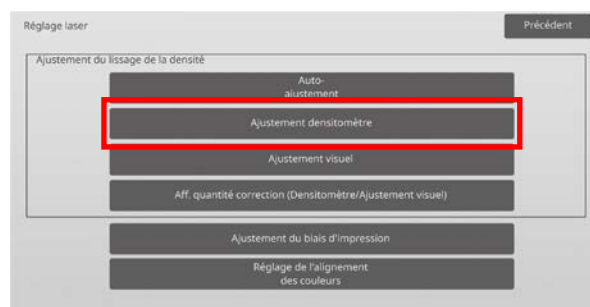 Réglage laser
Précédent
Ajustement du lissage de la densité
Auto-
ajustement
Ajustement densitomètre
Ajustement visuel
Aff. quantité correction (Densitomètre/Ajustement visuel)
Ajustement du biais d'impression
Réglage de l'alignement
des couleurs